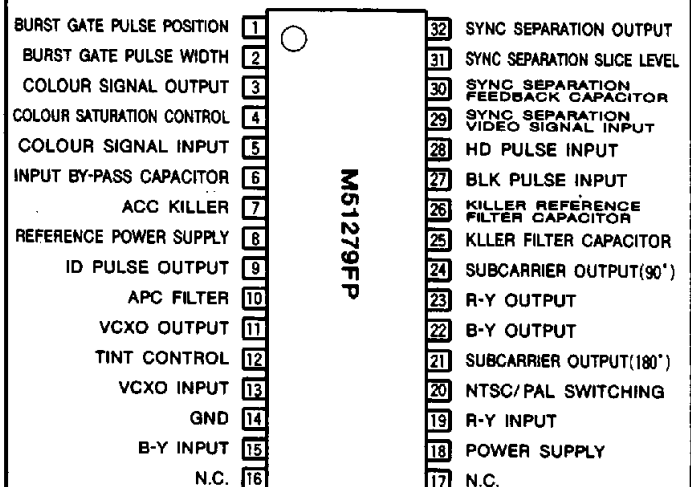 BURST GATE PULSE POSITION 1
BURST GATE PULSE WIDTH 2
COLOUR SIGNAL OUTPUT 3
COLOUR SATURATION CONTROL 4
COLOUR SIGNAL INPUT 5
INPUT BY-PASS CAPACITOR 6
ACC KILLER 7
REFERENCE POWER SUPPLY 8
ID PULSE OUTPUT 9
APC FILTER 10
VCXO OUTPUT 11
TINT CONTROL 12
VCXO INPUT 13
GND 14
B-Y INPUT 15
N.C. 16
M51279FP
32 SYNC SEPARATION OUTPUT
31 SYNC SEPARATION SLICE LEVEL
30 SYNC SEPARATION
FEEDBACK CAPACITOR
29 SYNC SEPARATION
VIDEO SIGNAL INPUT
28 HD PULSE INPUT
27 BLK PULSE INPUT
26 KILLER REFERENCE
FILTER CAPACITOR
25 KLLER FILTER CAPACITOR
24 SUBCARRIER OUTPUT(90°)
23 R-Y OUTPUT
22 B-Y OUTPUT
21 SUBCARRIER OUTPUT(180°)
20 NTSC/PAL SWITCHING
19 R-Y INPUT
18 POWER SUPPLY
17 N.C.